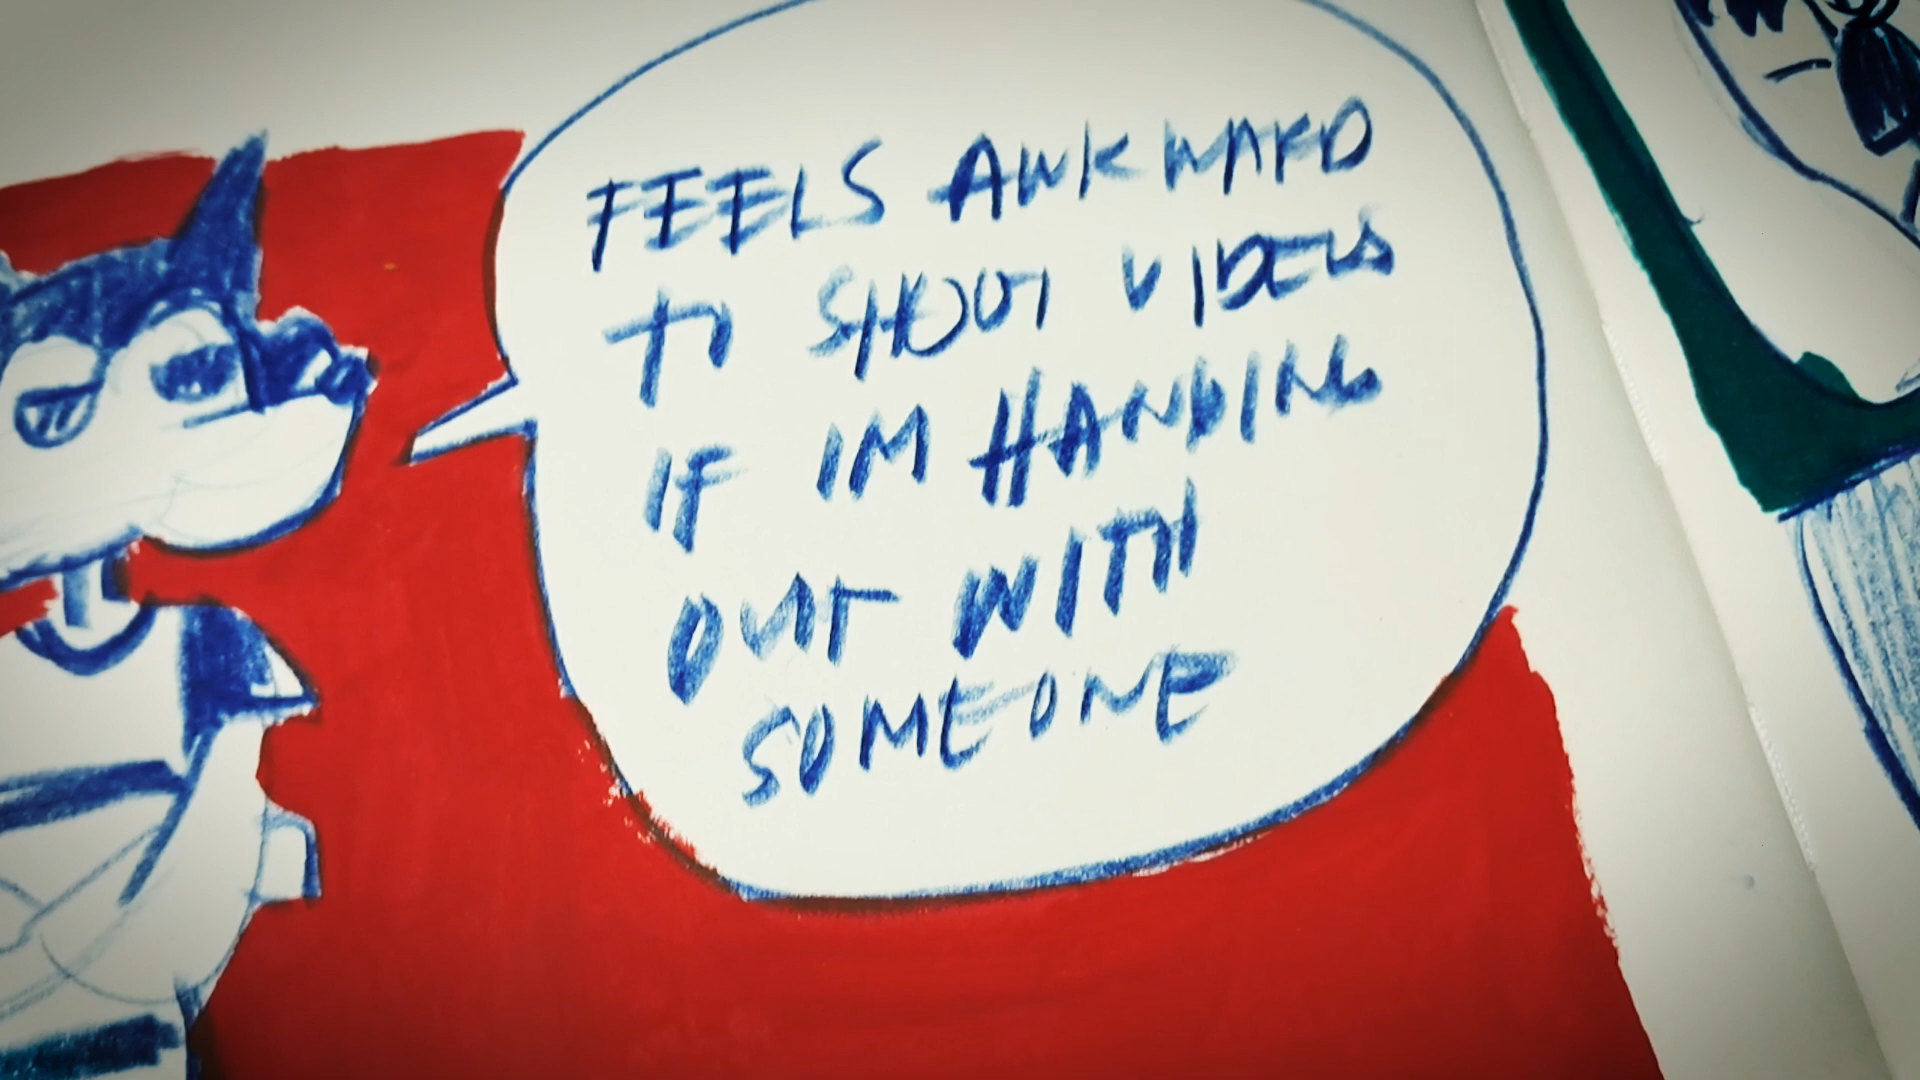 FEELS AWKWARD
TO SHOOT VIDEOS
IF IM HANGING
OUT WITH
SOMEONE